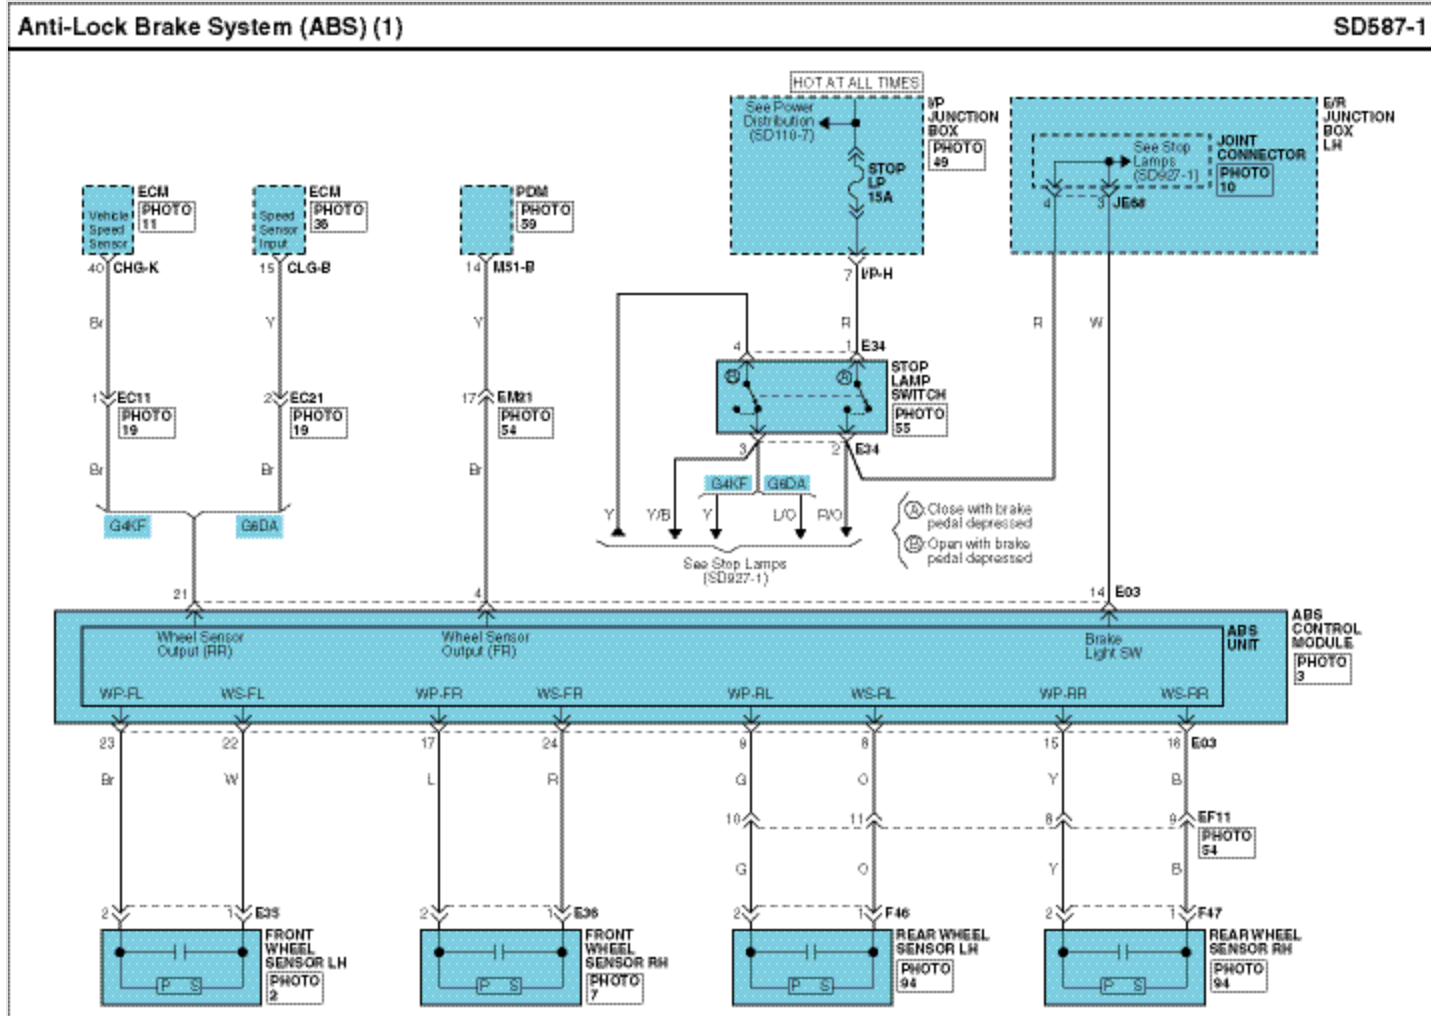 Anti-Lock Brake System (ABS) (1)
SD587-1
HOT AT ALL TIMES
See Power
Distribution
(SD110-7)
STOP
LP
15A
I/P
JUNCTION
BOX
PHOTO
49
See Stop
Lamps
(SD927-1)
JOINT
CONNECTOR
PHOTO
10
E/R
JUNCTION
BOX
LH
4
3
JE68
Vehicle
Speed
Sensor
ECM
PHOTO
11
Speed
Sensor
Input
ECM
PHOTO
36
PDM
PHOTO
59
40
CHG-K
15
CLG-B
14
M51-B
7
I/P-H
Br
Y
Y
R
R
W
4
1
E34
B
A
STOP
LAMP
SWITCH
PHOTO
55
1
EC11
PHOTO
19
2
EC21
PHOTO
19
17
EM21
PHOTO
54
3
2
E34
Br
Br
Br
G4KF
G6DA
G4KF
G6DA
Y
Y/B
Y
L/O
R/O
A: Close with brake
pedal depressed
B: Open with brake
pedal depressed
See Stop Lamps
(SD927-1)
21
4
14
E03
Wheel Sensor
Output (RR)
Wheel Sensor
Output (FR)
Brake
Light SW
ABS
UNIT
ABS
CONTROL
MODULE
PHOTO
3
WP-FL
WS-FL
WP-FR
WS-FR
WP-RL
WS-RL
WP-RR
WS-RR
23
22
17
24
9
8
15
16
E03
Br
W
L
R
G
O
Y
B
10
11
8
9
EF11
PHOTO
54
G
O
Y
B
2
1
E35
2
1
E36
2
1
F46
2
1
F47
P S
FRONT
WHEEL
SENSOR LH
PHOTO
2
P S
FRONT
WHEEL
SENSOR RH
PHOTO
7
P S
REAR WHEEL
SENSOR LH
PHOTO
94
P S
REAR WHEEL
SENSOR RH
PHOTO
94